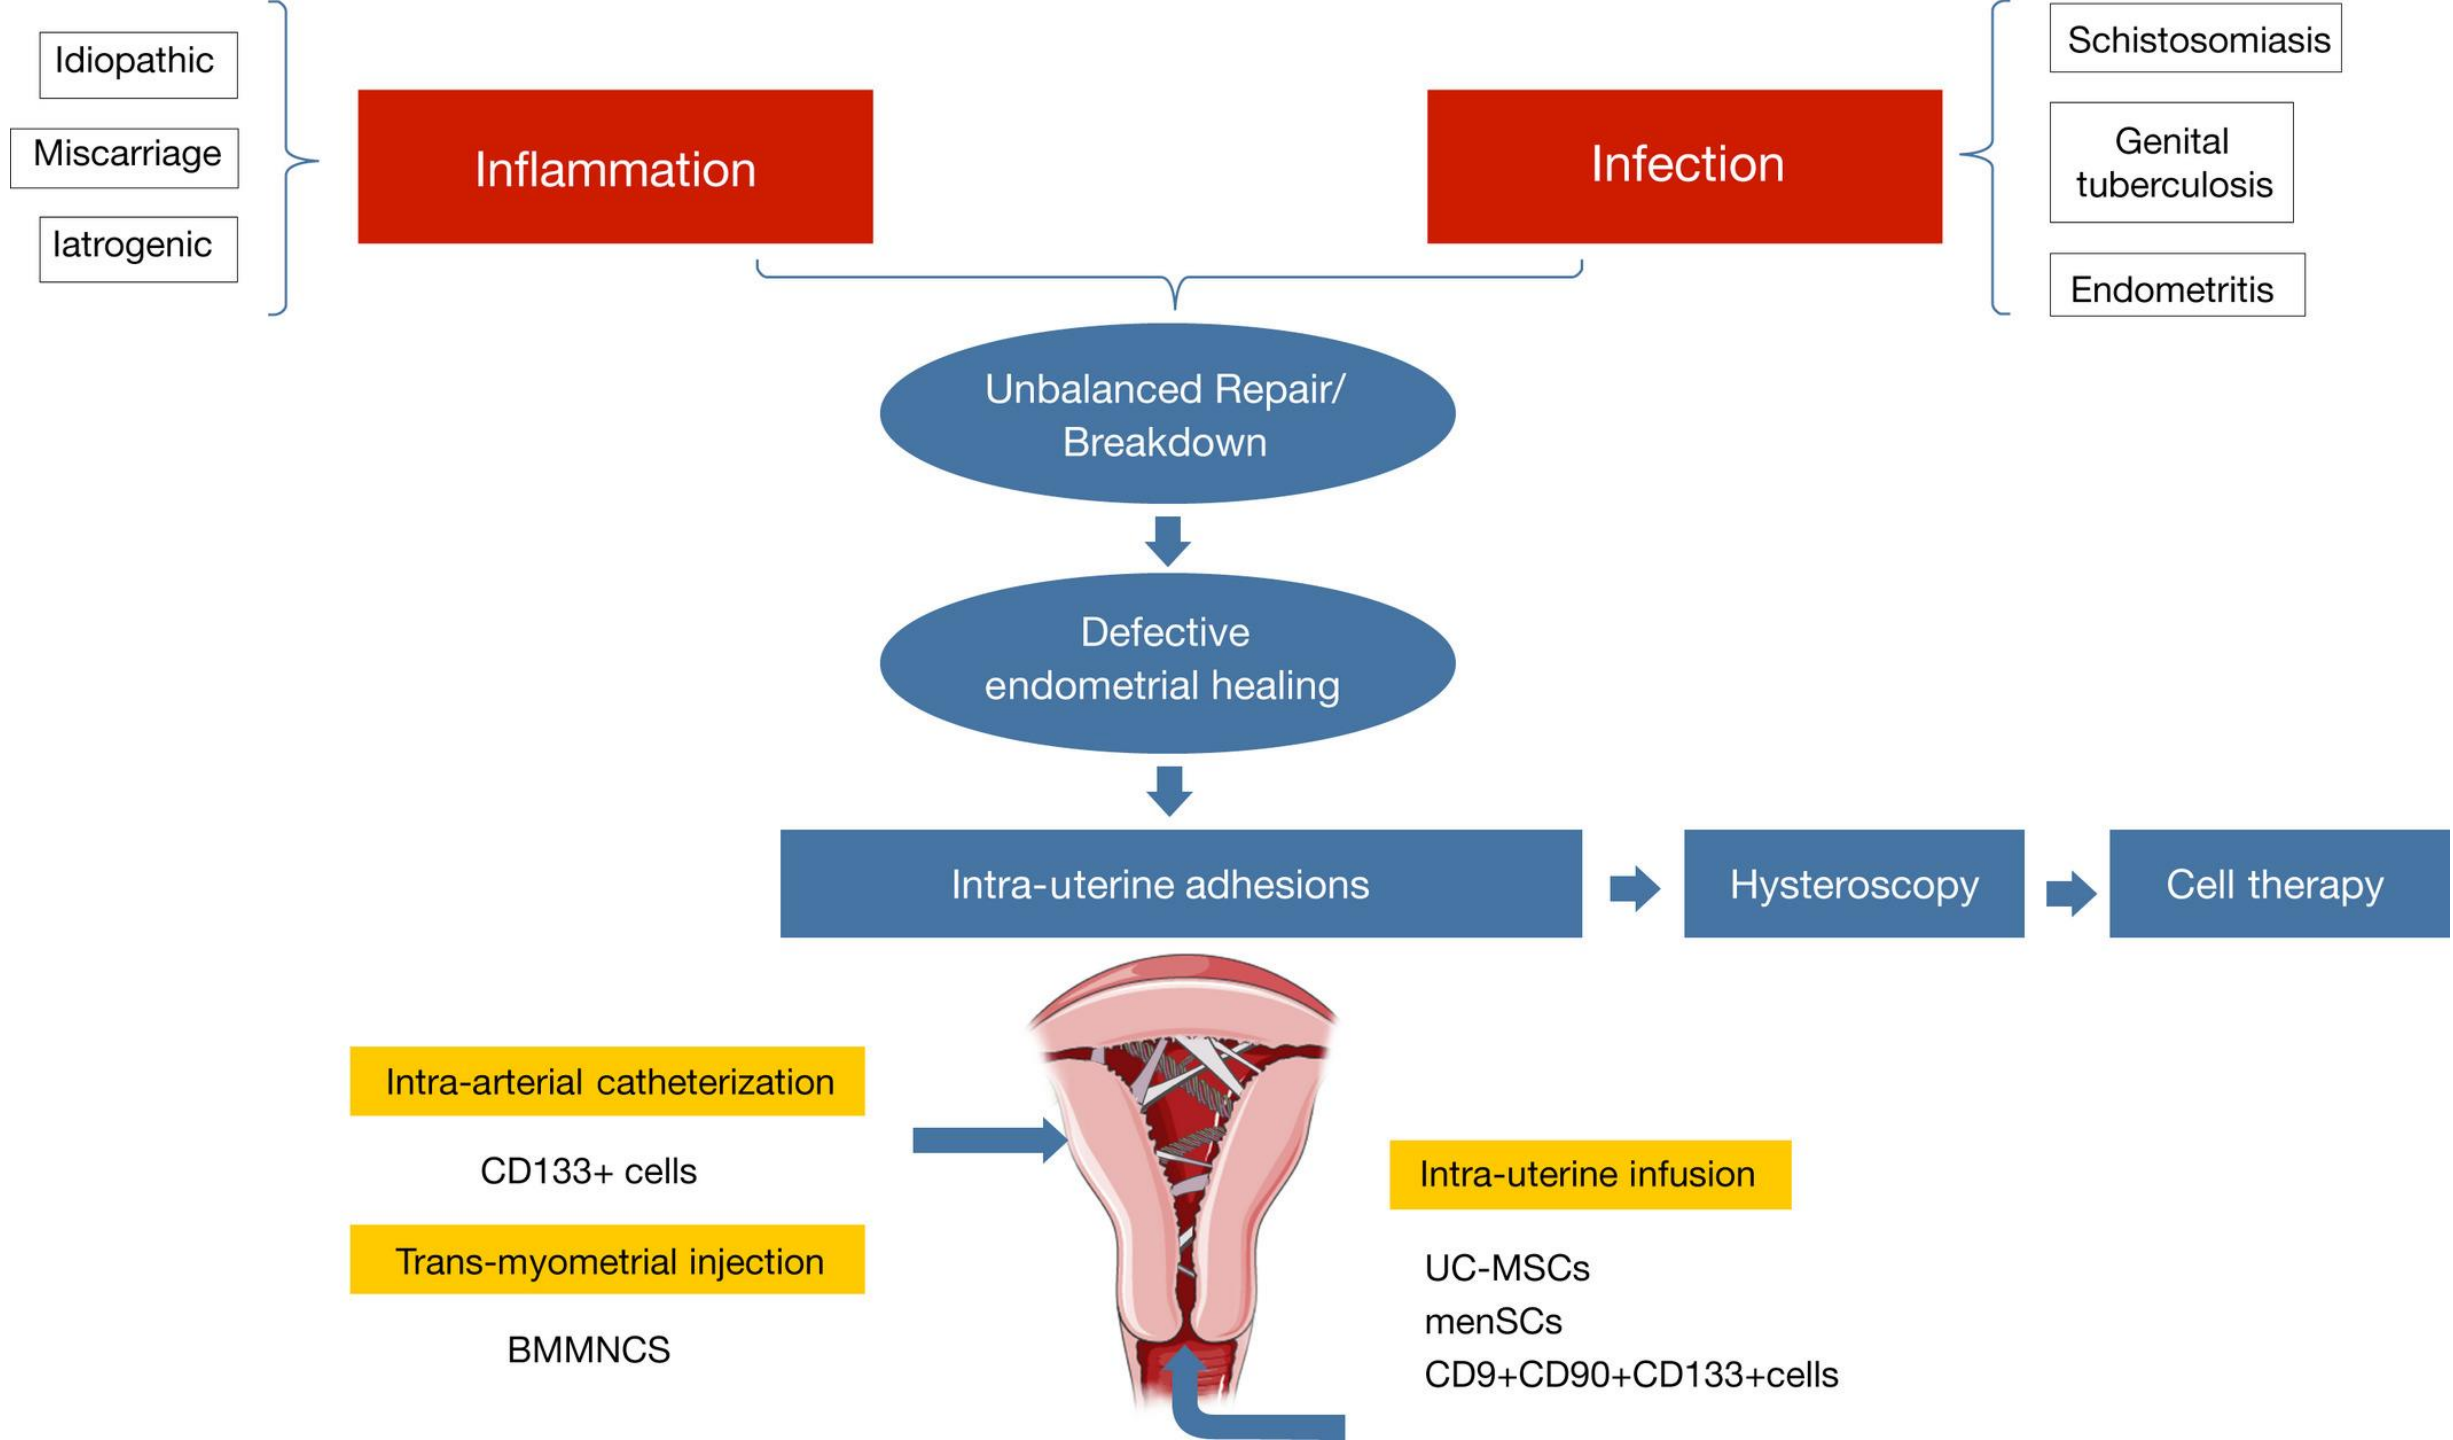 Idiopathic
Miscarriage
Iatrogenic
Inflammation
Infection
Schistosomiasis
Genital
tuberculosis
Endometritis
Unbalanced Repair/
Breakdown
Defective
endometrial healing
Intra-uterine adhesions
Hysteroscopy
Cell therapy
Intra-arterial catheterization
CD133+ cells
Trans-myometrial injection
BMMNCS
Intra-uterine infusion
UC-MSCs
menSCs
CD9+CD90+CD133+cells